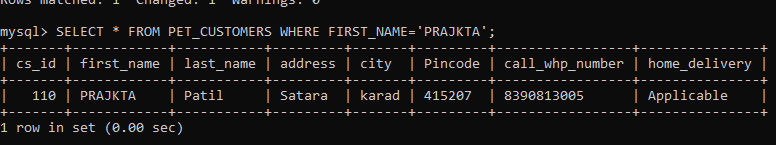 Rows matched: 1  Changed: 1  Warnings: 0
mysql> SELECT * FROM PET_CUSTOMERS WHERE FIRST_NAME='PRAJKTA';
+-------+------------+-----------+---------+-------+---------+-----------------+---------------+
| cs_id | first_name | last_name | address | city  | Pincode | call_whp_number | home_delivery |
+-------+------------+-----------+---------+-------+---------+-----------------+---------------+
|   110 | PRAJKTA    | Patil     | Satara  | karad | 415207  | 8390813005      | Applicable    |
+-------+------------+-----------+---------+-------+---------+-----------------+---------------+
1 row in set (0.00 sec)